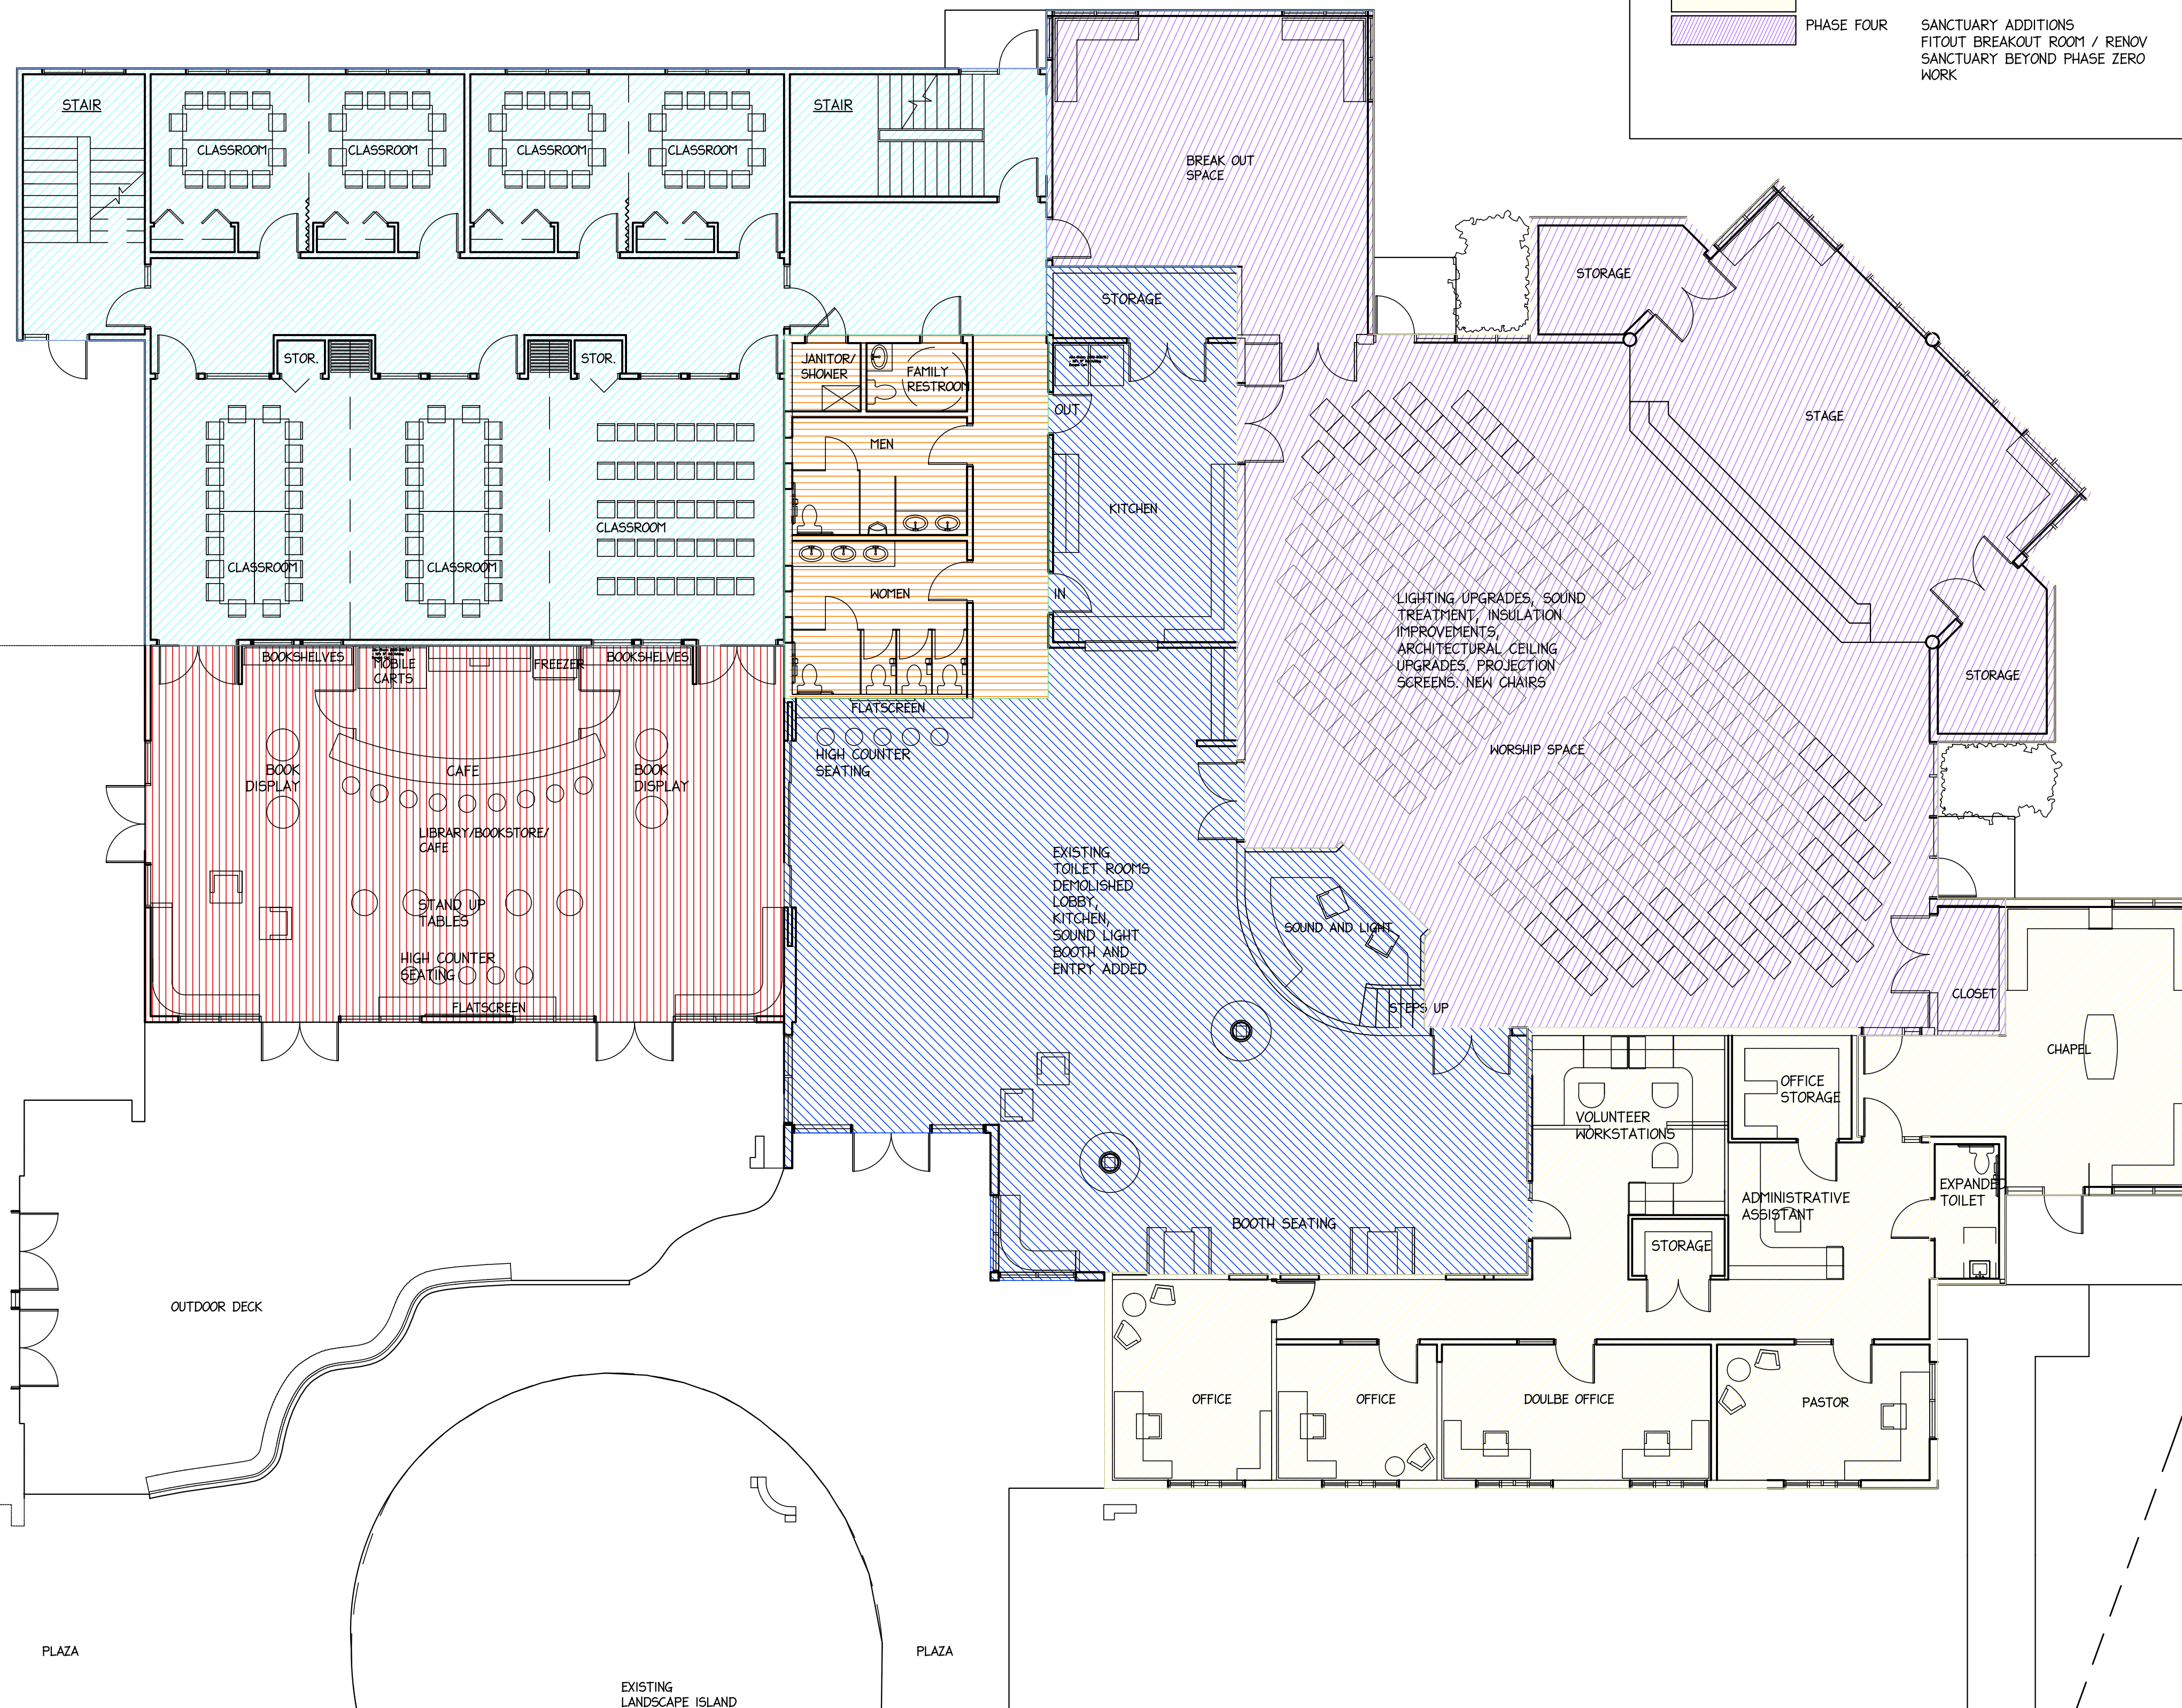 PHASE FOUR
SANCTUARY ADDITIONS
FITOUT BREAKOUT ROOM / RENOV
SANCTUARY BEYOND PHASE ZERO
WORK
STAIR
CLASSROOM
CLASSROOM
CLASSROOM
CLASSROOM
STAIR
BREAK OUT
SPACE
STORAGE
STORAGE
STOR.
STOR.
JANITOR/
SHOWER
FAMILY
RESTROOM
OUT
STAGE
MEN
KITCHEN
CLASSROOM
CLASSROOM
CLASSROOM
WOMEN
IN
LIGHTING UPGRADES, SOUND
TREATMENT, INSULATION
IMPROVEMENTS,
ARCHITECTURAL CEILING
UPGRADES, PROJECTION
SCREENS. NEW CHAIRS
STORAGE
BOOKSHELVES
MOBILE
CARTS
FREEZER
BOOKSHELVES
FLATSCREEN
HIGH COUNTER
SEATING
WORSHIP SPACE
BOOK
DISPLAY
CAFE
BOOK
DISPLAY
LIBRARY/BOOKSTORE/
CAFE
EXISTING
TOILET ROOMS
DEMOLISHED
LOBBY,
KITCHEN,
SOUND LIGHT
BOOTH AND
ENTRY ADDED
STAND UP
TABLES
SOUND AND LIGHT
HIGH COUNTER
SEATING
FLATSCREEN
STEPS UP
CLOSET
CHAPEL
OFFICE
STORAGE
VOLUNTEER
WORKSTATIONS
EXPANDED
TOILET
ADMINISTRATIVE
ASSISTANT
BOOTH SEATING
STORAGE
OUTDOOR DECK
OFFICE
OFFICE
DOULBE OFFICE
PASTOR
PLAZA
PLAZA
EXISTING
LANDSCAPE ISLAND